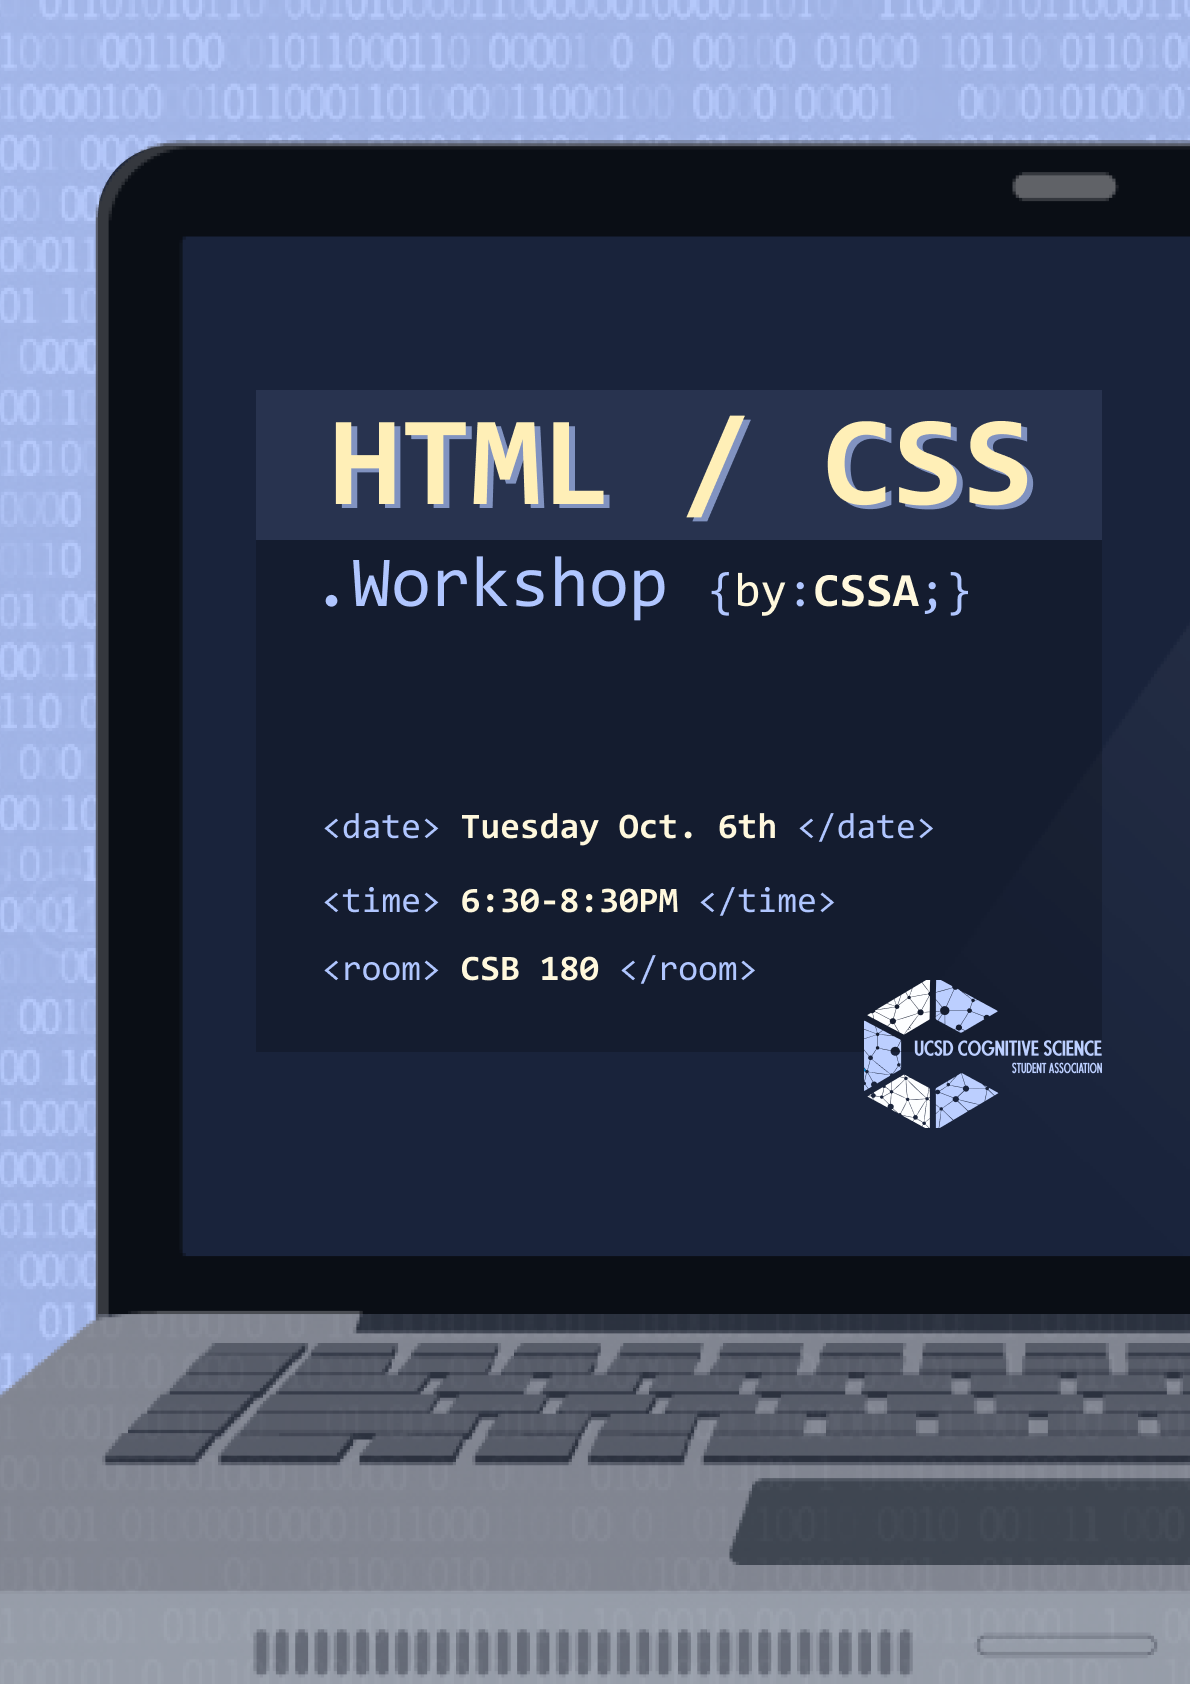 HTML / CSS
.Workshop {by:CSSA;}
<date> Tuesday Oct. 6th </date>
<time> 6:30-8:30PM </time>
<room> CSB 180 </room>
UCSD COGNITIVE SCIENCE
STUDENT ASSOCIATION